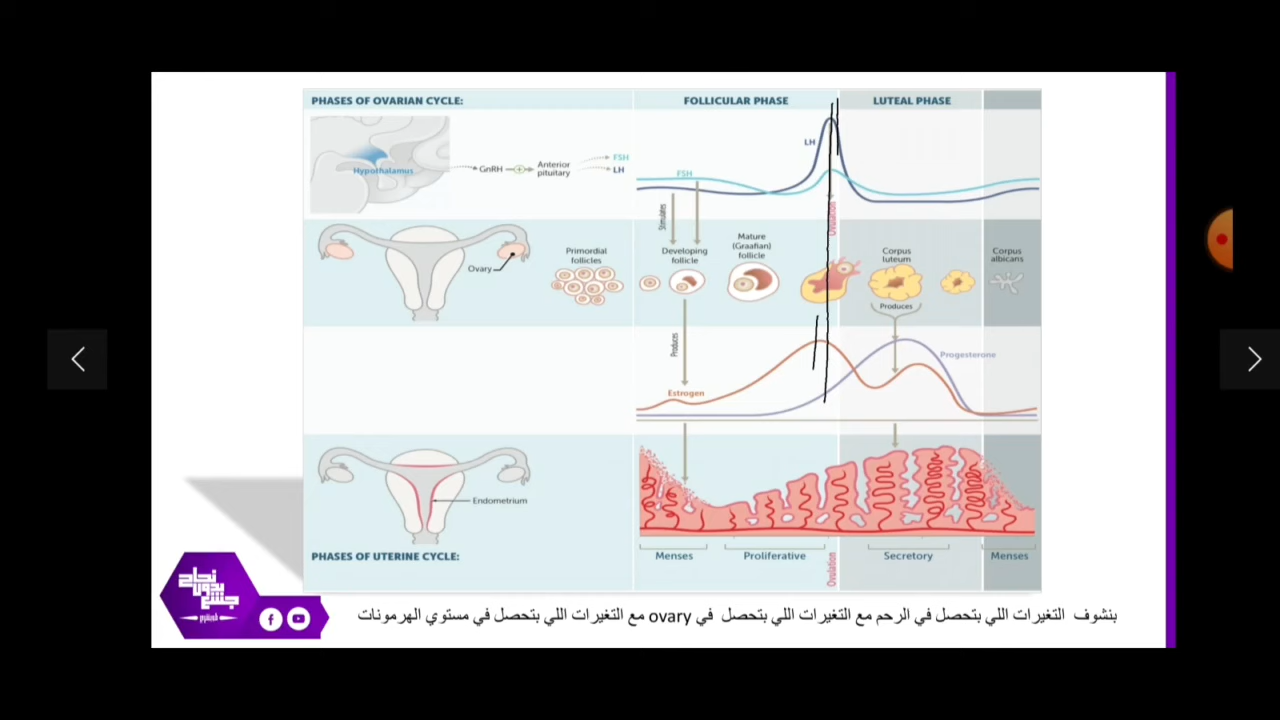 PHASES OF OVARIAN CYCLE:
FOLLICULAR PHASE
LUTEAL PHASE
Hypothalamus
GnRH
+
Anterior
pituitary
FSH
LH
FSH
LH
Stimulates
Ovulation
Ovary
Primordial
follicles
Developing
follicle
Mature
(Graafian)
follicle
Corpus
luteum
Corpus
albicans
Produces
Produces
Estrogen
Progesterone
Endometrium
PHASES OF UTERINE CYCLE:
Menses
Proliferative
Ovulation
Secretory
Menses
نجاح
بدون
جشع
بنشوف التغيرات اللي بتحصل في الرحم مع التغيرات اللي بتحصل في ovary مع التغيرات اللي بتحصل في مستوي الهرمونات